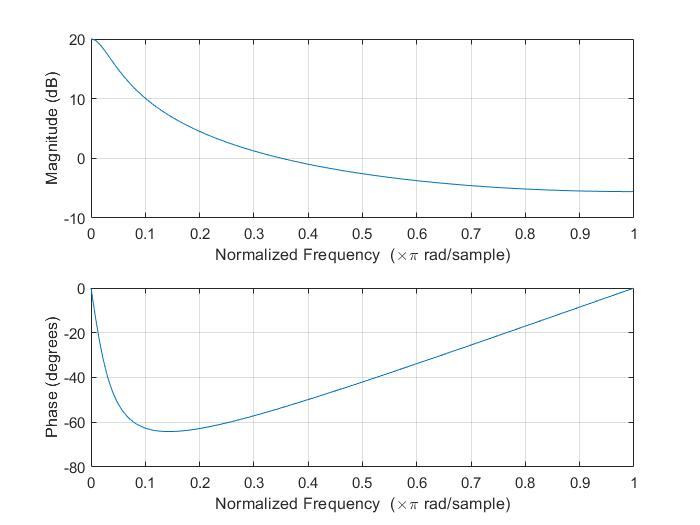 20
10
0
-10
Magnitude (dB)
0 0.1 0.2 0.3 0.4 0.5 0.6 0.7 0.8 0.9 1
Normalized Frequency (×π rad/sample)
0
-20
-40
-60
-80
Phase (degrees)
0 0.1 0.2 0.3 0.4 0.5 0.6 0.7 0.8 0.9 1
Normalized Frequency (×π rad/sample)